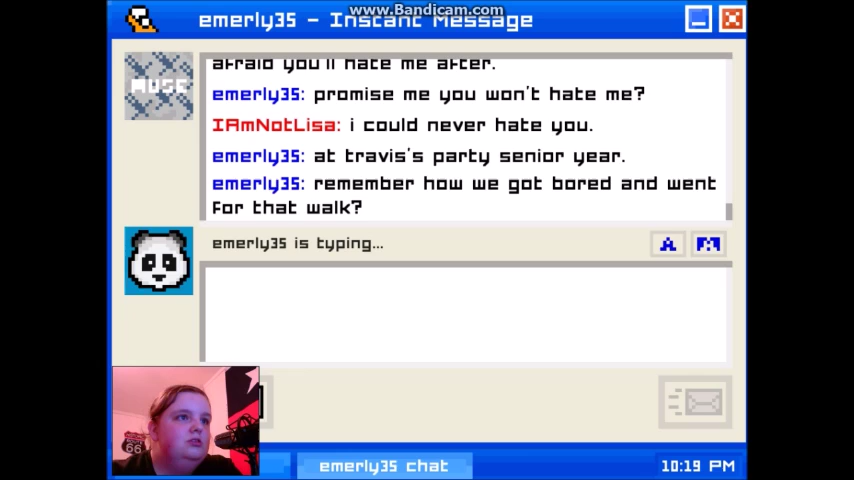 www.Bandicam.com
emerly35 - Instant Message
afraid you'll hate me after.
MUSE
emerly35: promise me you won't hate me?
IAmNotLisa: i could never hate you.
emerly35: at travis's party senior year.
emerly35: remember how we got bored and went
for that walk?
emerly35 is typing...
A
66
emerly35 chat
10:19 PM